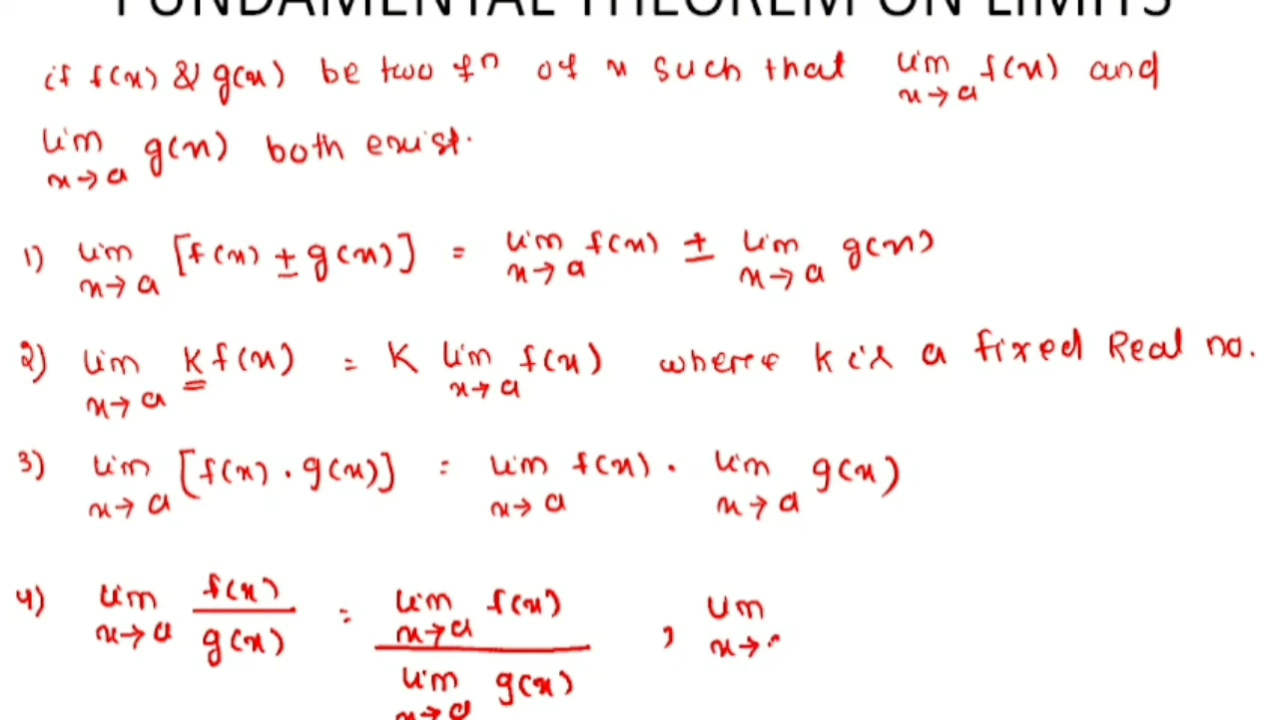 FUNDAMENTAL THEOREM ON LIMITS
if f(x) & g(x) be two fⁿ of x such that lim x→a f(x) and
lim x→a g(x) both exist.
1) lim x→a [f(x) ± g(x)] = lim x→a f(x) ± lim x→a g(x)
2) lim x→a K f(x) = K lim x→a f(x) where k is a fixed Real no.
3) lim x→a [f(x) . g(x)] = lim x→a f(x) . lim x→a g(x)
4) lim x→a f(x)/g(x) = lim x→a f(x) / lim x→a g(x) , lim x→